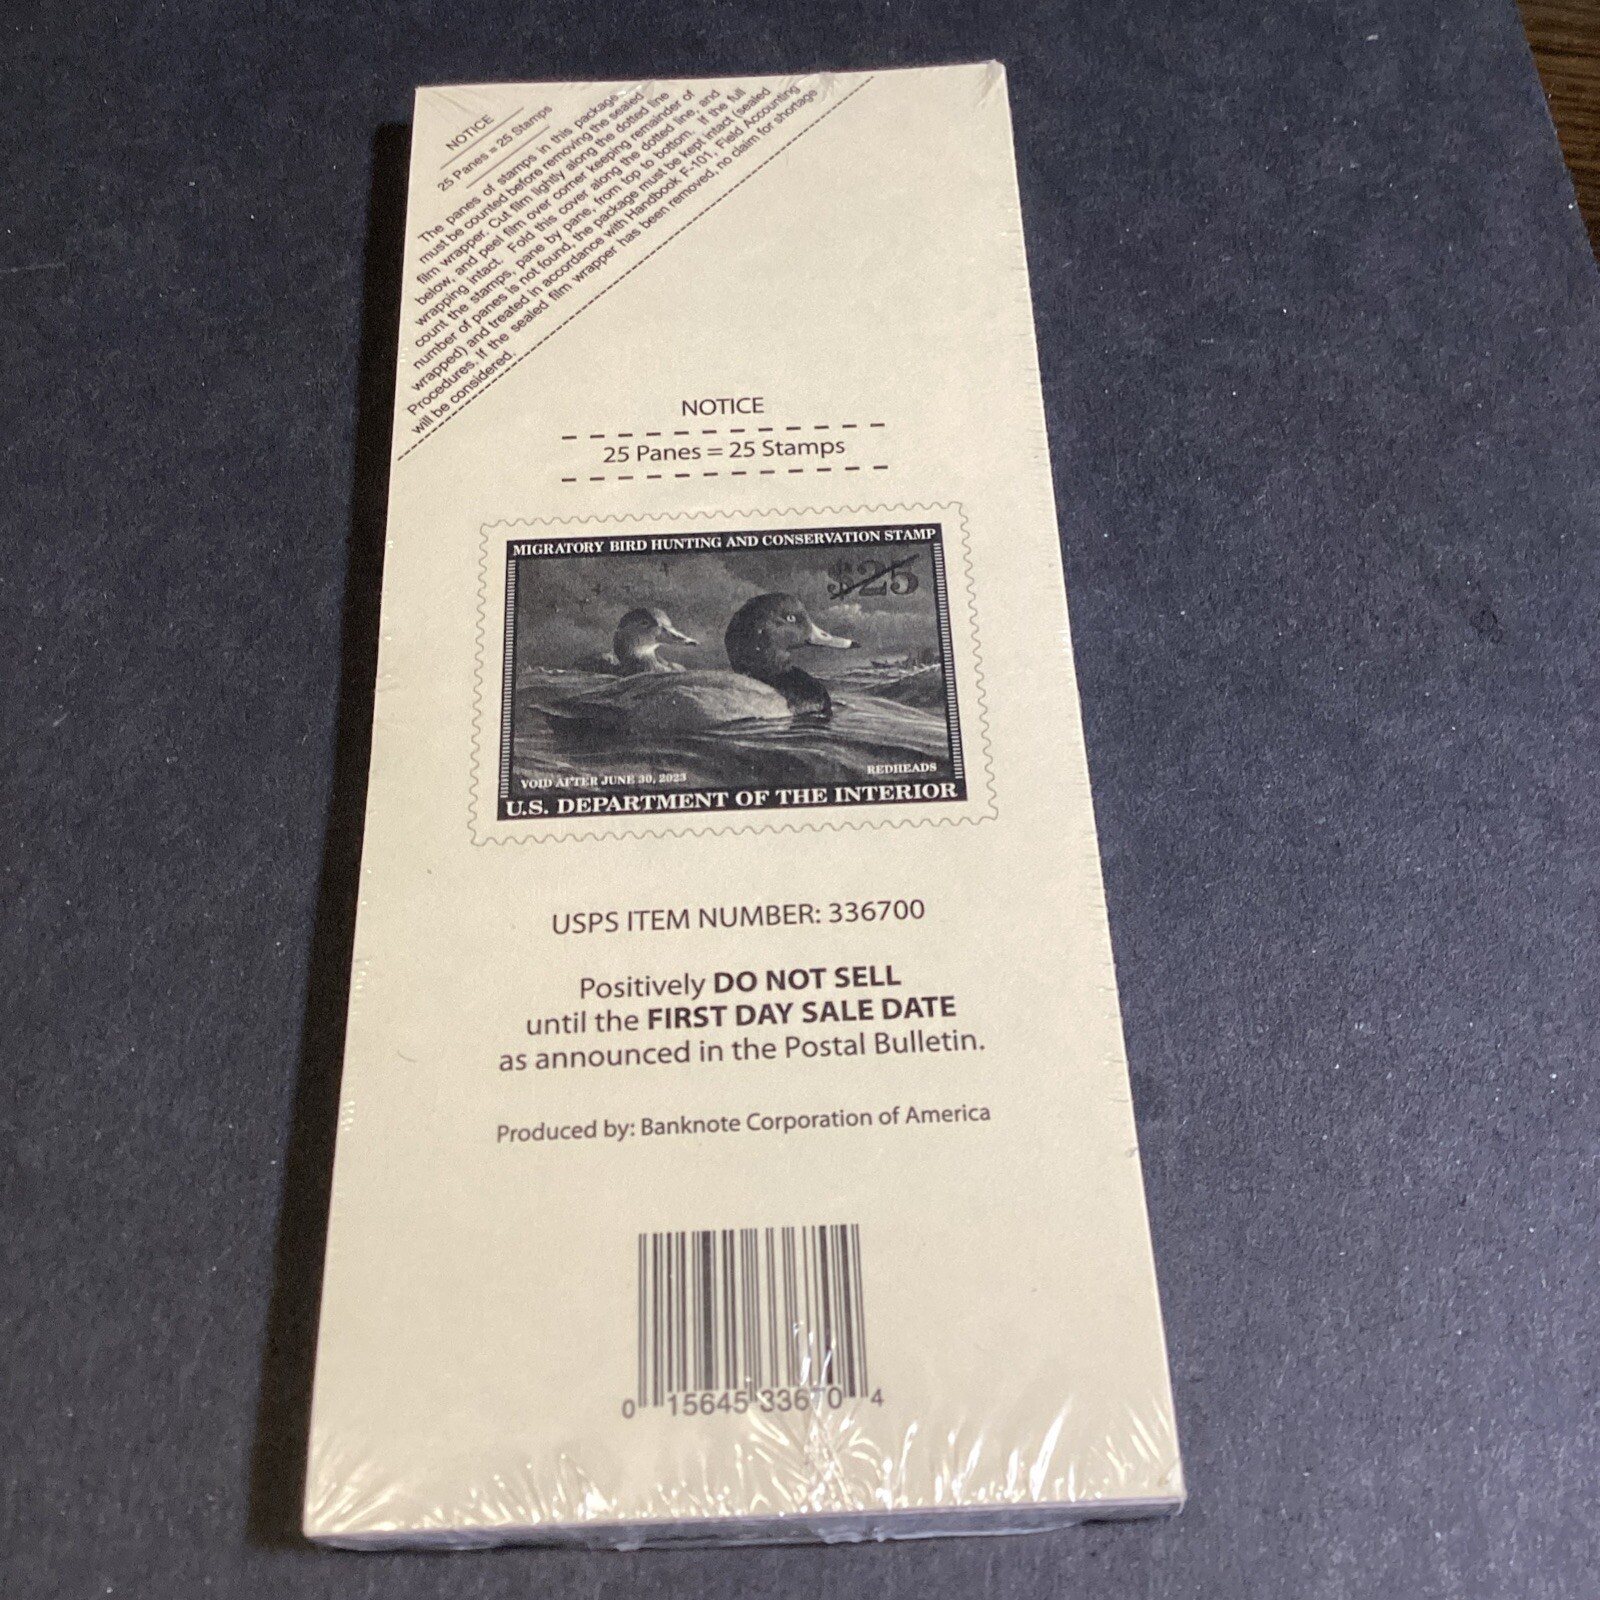 NOTICE
25 Panes = 25 Stamps
The panes of stamps in this package
must be counted before removing the sealed
film wrapper. Cut film lightly along the dotted line
below, and peel film over corner keeping remainder of
wrapping intact. Fold this cover along the dotted line, and
count the stamps, pane by pane, from top to bottom. If the full
number of panes is not found, the package must be kept intact (sealed
wrapped) and treated in accordance with Handbook F-101, Field Accounting
Procedures. If the sealed film wrapper has been removed, no claim for shortage
will be considered.
NOTICE
25 Panes = 25 Stamps
MIGRATORY BIRD HUNTING AND CONSERVATION STAMP
$25
VOID AFTER JUNE 30, 2023
REDHEADS
U.S. DEPARTMENT OF THE INTERIOR
USPS ITEM NUMBER: 336700
Positively DO NOT SELL
until the FIRST DAY SALE DATE
as announced in the Postal Bulletin.
Produced by: Banknote Corporation of America
0 15645 33670 4